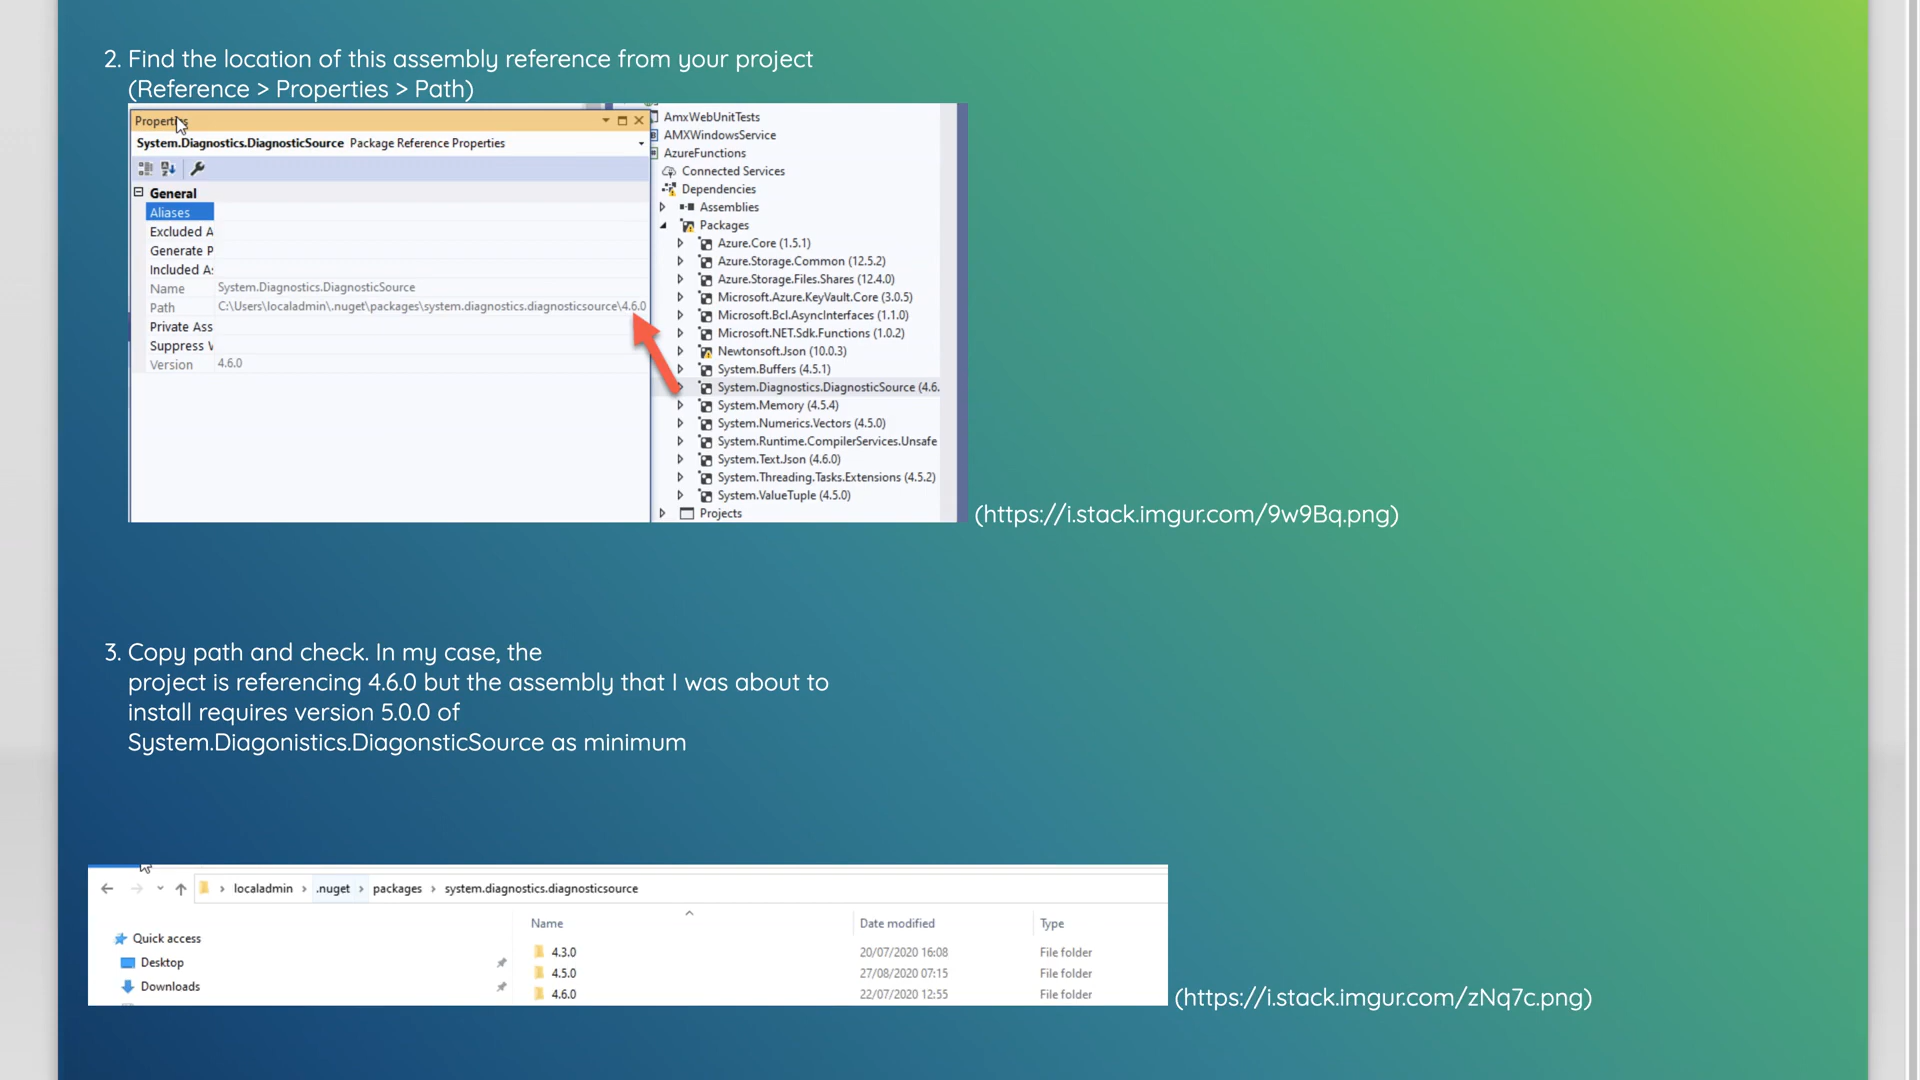 2. Find the location of this assembly reference from your project
(Reference > Properties > Path)
Properties
System.Diagnostics.DiagnosticSource Package Reference Properties
General
Aliases
Excluded A
Generate P
Included As
Name System.Diagnostics.DiagnosticSource
Path C:\Users\localadmin\.nuget\packages\system.diagnostics.diagnosticsource\4.6.0
Private Ass
Suppress W
Version 4.6.0
AmxWebUnitTests
AMXWindowsService
AzureFunctions
Connected Services
Dependencies
Assemblies
Packages
Azure.Core (1.5.1)
Azure.Storage.Common (12.5.2)
Azure.Storage.Files.Shares (12.4.0)
Microsoft.Azure.KeyVault.Core (3.0.5)
Microsoft.Bcl.AsyncInterfaces (1.1.0)
Microsoft.NET.Sdk.Functions (1.0.2)
Newtonsoft.Json (10.0.3)
System.Buffers (4.5.1)
System.Diagnostics.DiagnosticSource (4.6.
System.Memory (4.5.4)
System.Numerics.Vectors (4.5.0)
System.Runtime.CompilerServices.Unsafe
System.Text.Json (4.6.0)
System.Threading.Tasks.Extensions (4.5.2)
System.ValueTuple (4.5.0)
Projects
(https://i.stack.imgur.com/9w9Bq.png)
3. Copy path and check. In my case, the
project is referencing 4.6.0 but the assembly that I was about to
install requires version 5.0.0 of
System.Diagonistics.DiagonsticSource as minimum
localadmin > .nuget > packages > system.diagnostics.diagnosticsource
Quick access
Desktop
Downloads
Name Date modified Type
4.3.0 20/07/2020 16:08 File folder
4.5.0 27/08/2020 07:15 File folder
4.6.0 22/07/2020 12:55 File folder
(https://i.stack.imgur.com/zNq7c.png)